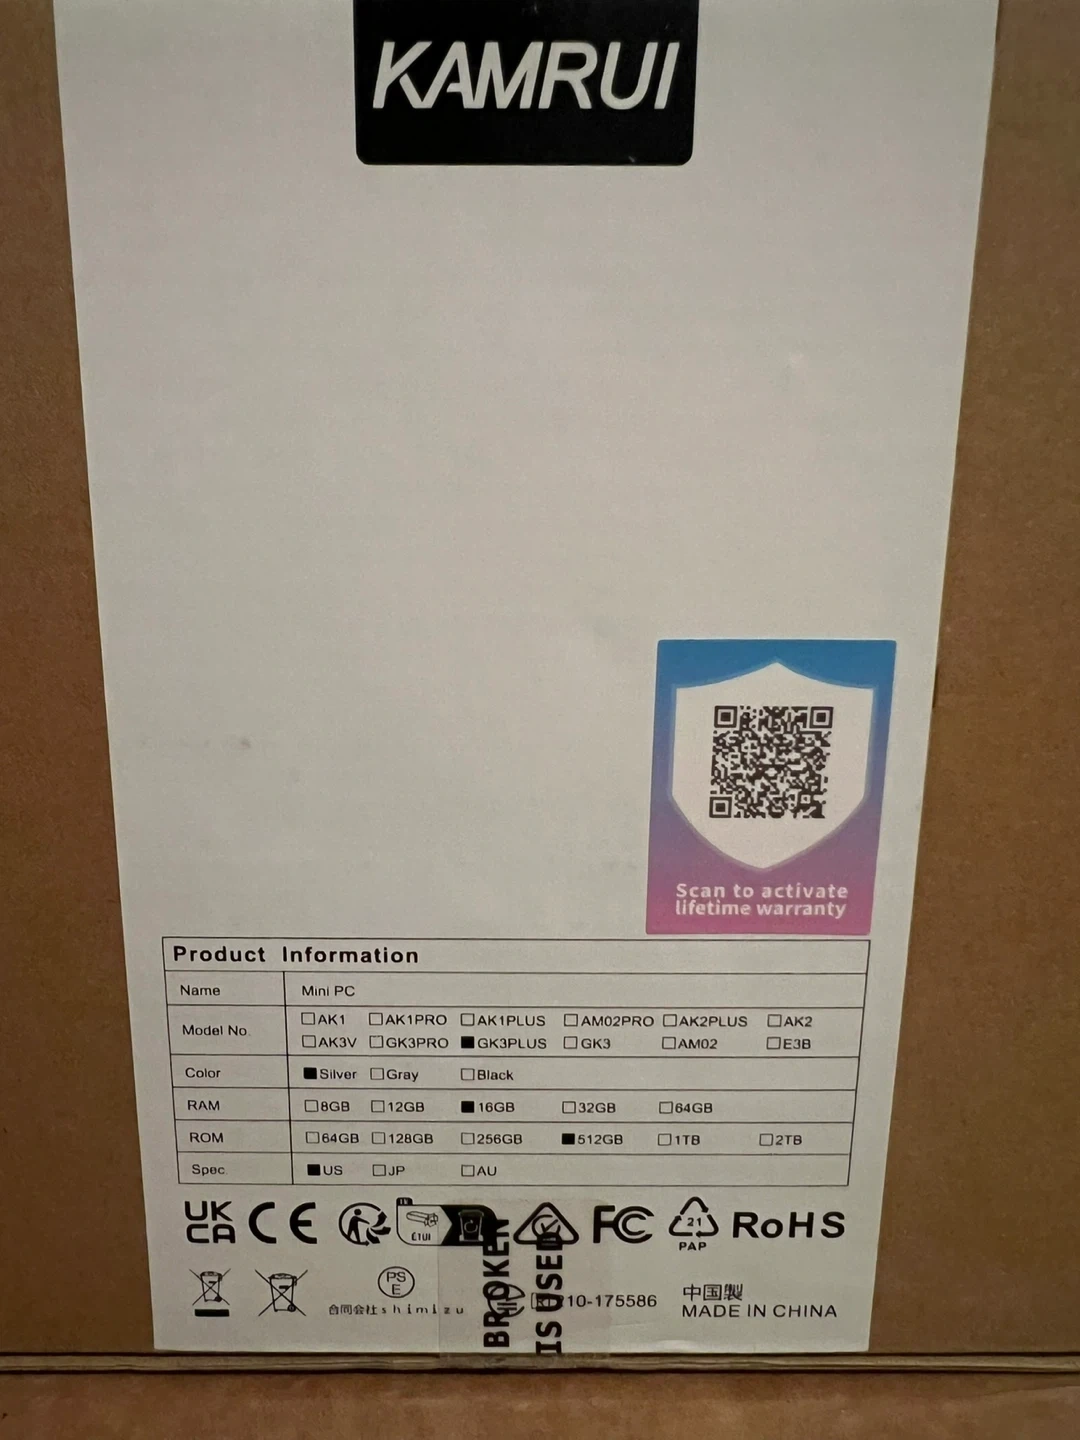 KAMRUI
Scan to activate
lifetime warranty
Product Information
Name Mini PC
Model No. □AK1 □AK1PRO □AK1PLUS □AM02PRO □AK2PLUS □AK2
□AK3V □GK3PRO ■GK3PLUS □GK3 □AM02 □E3B
Color ■Silver □Gray □Black
RAM □8GB □12GB ■16GB □32GB □64GB
ROM □64GB □128GB □256GB ■512GB □1TB □2TB
Spec. ■US □JP □AU
UK
CA CE FC 21 PAP RoHS
PS
E
合同会社shimizu
10-175586
中国製
MADE IN CHINA
BROKEN
IS USED